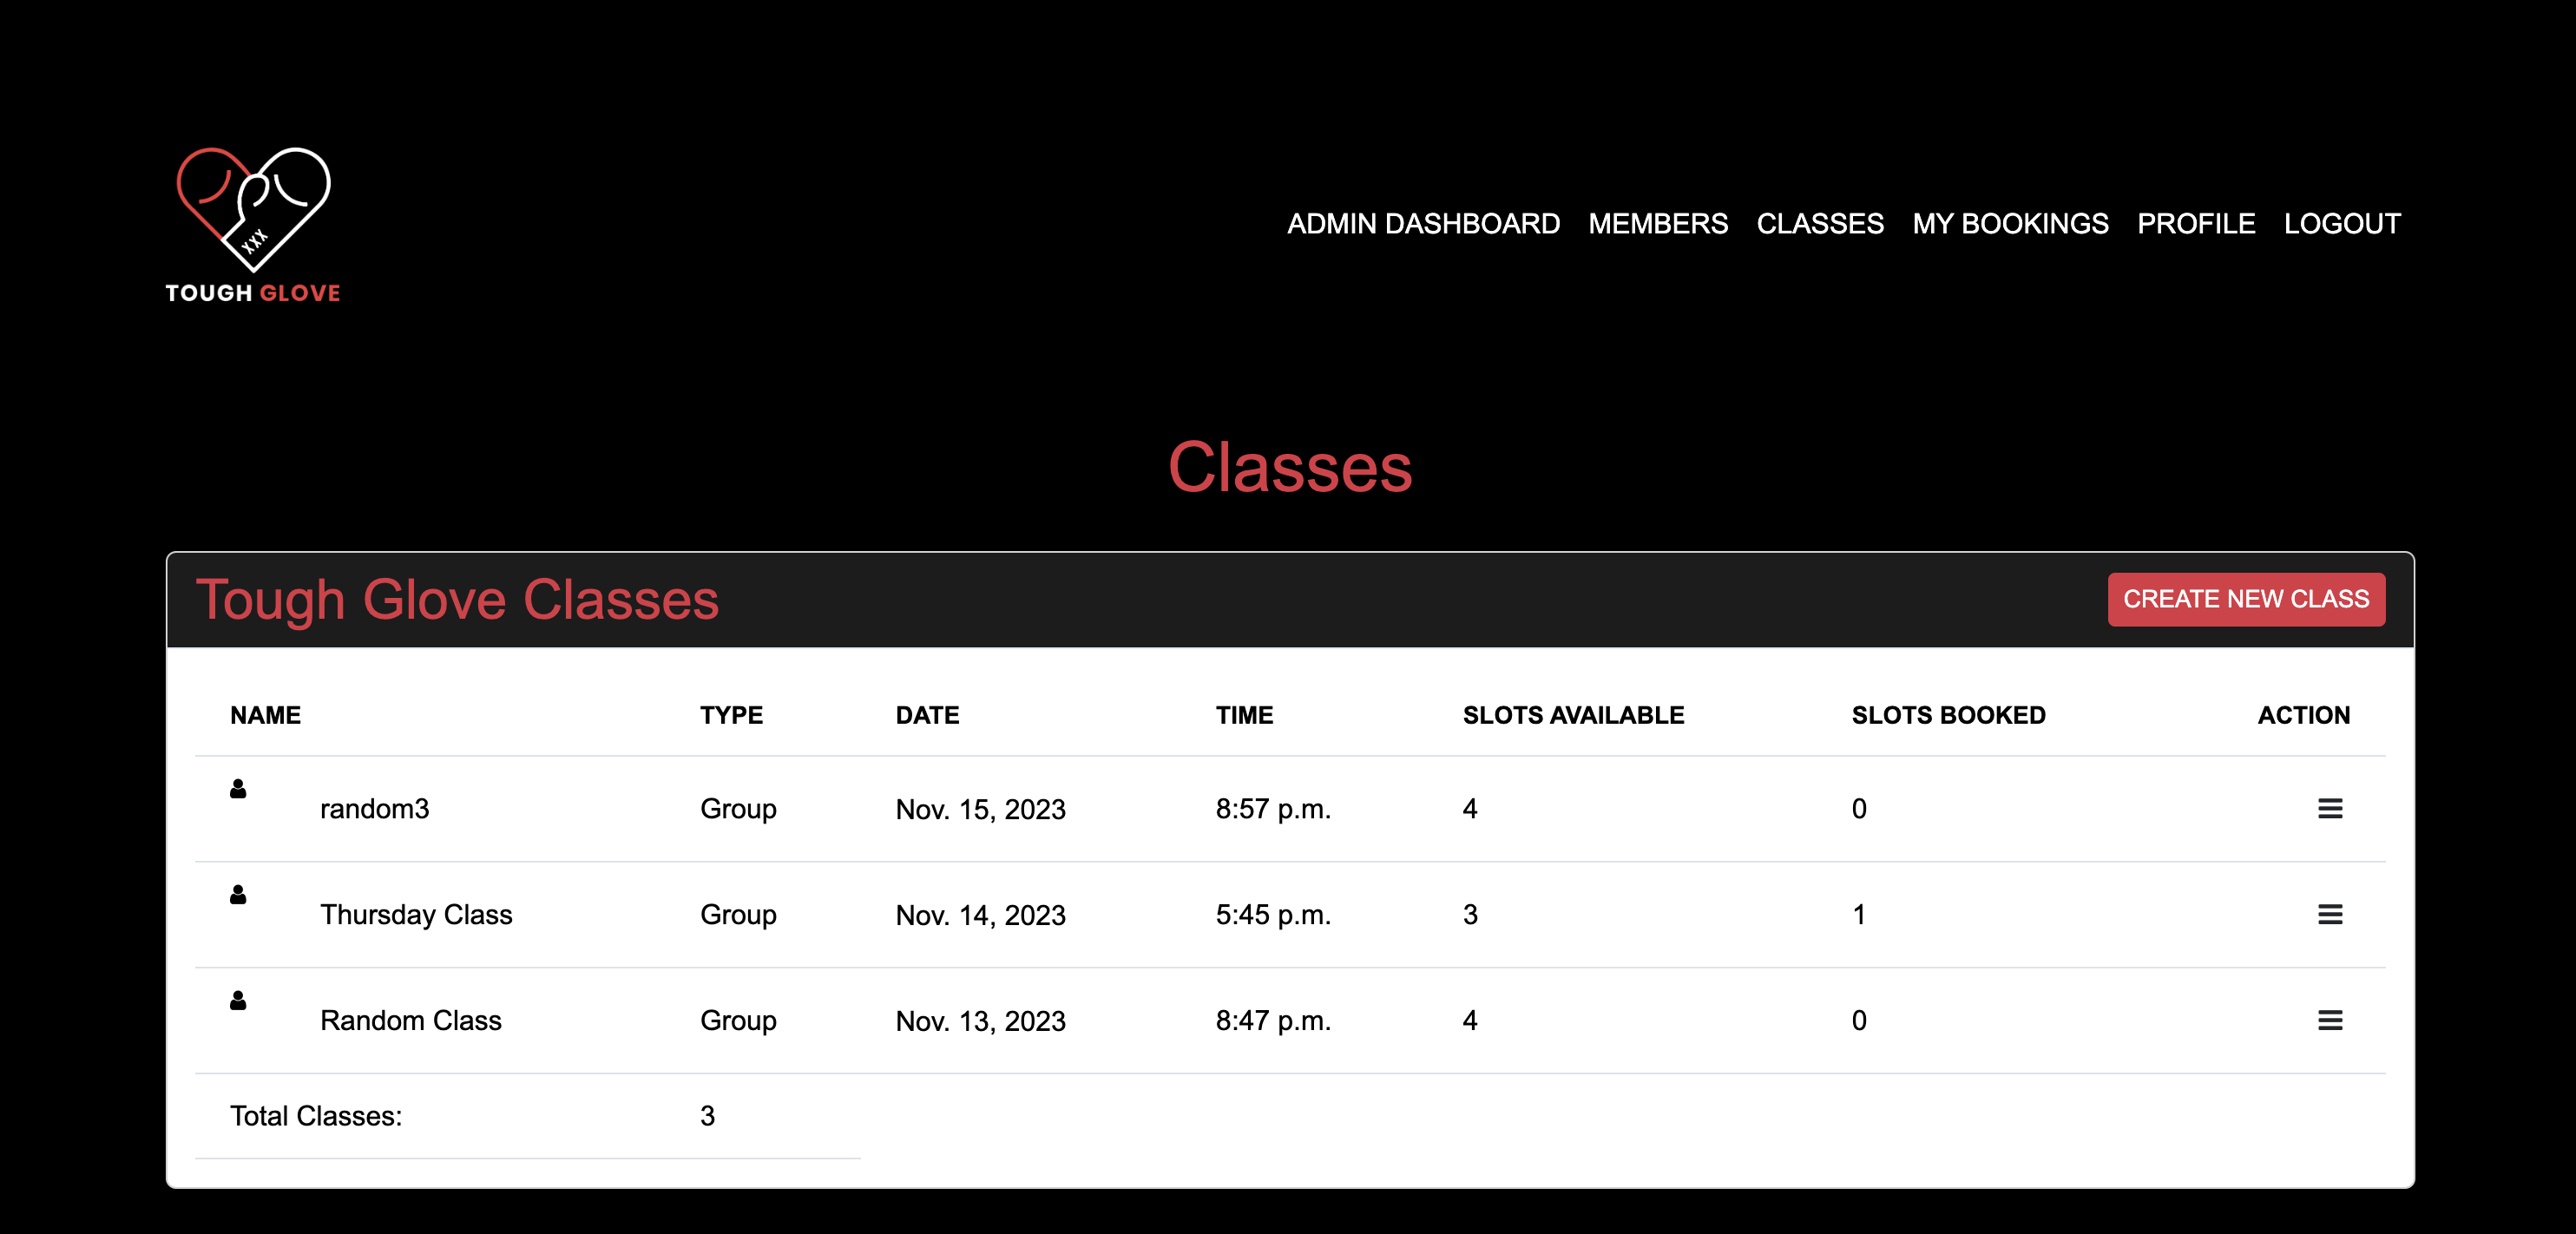 XXX
TOUGH GLOVE
ADMIN DASHBOARD MEMBERS CLASSES MY BOOKINGS PROFILE LOGOUT
Classes
Tough Glove Classes CREATE NEW CLASS
NAME TYPE DATE TIME SLOTS AVAILABLE SLOTS BOOKED ACTION
random3 Group Nov. 15, 2023 8:57 p.m. 4 0
Thursday Class Group Nov. 14, 2023 5:45 p.m. 3 1
Random Class Group Nov. 13, 2023 8:47 p.m. 4 0
Total Classes: 3